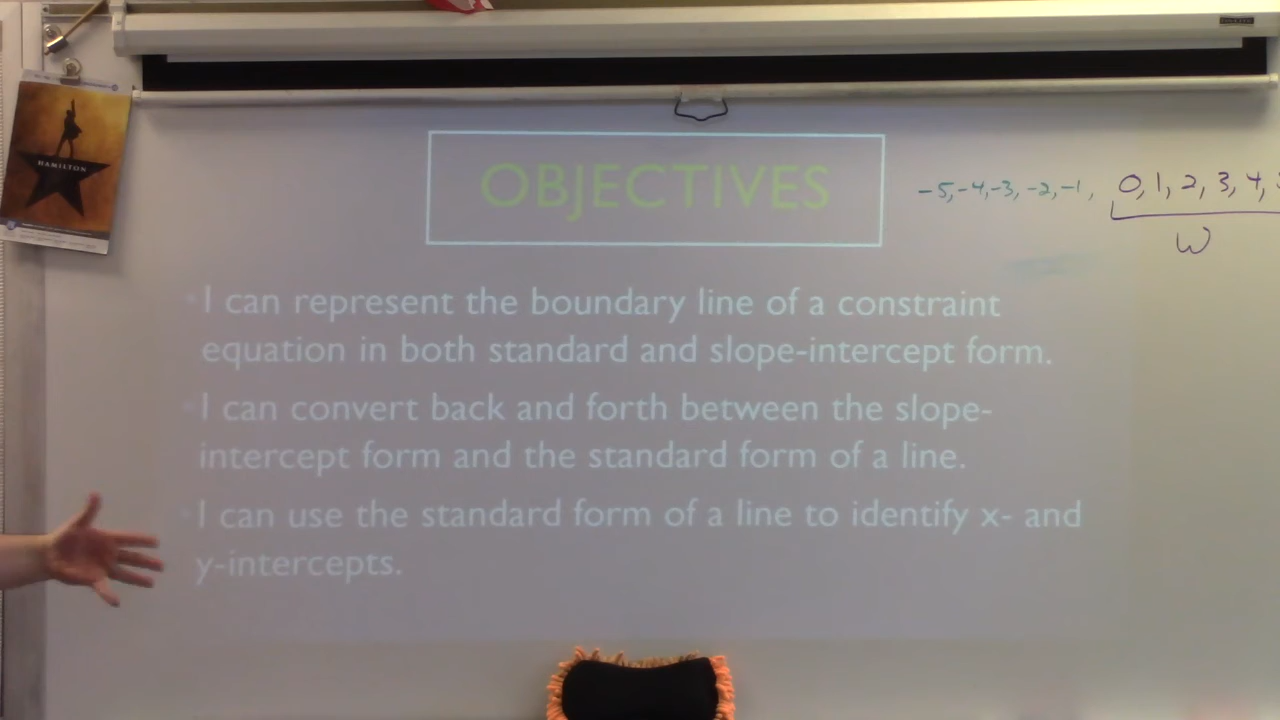 HAMILTON
OBJECTIVES
-5,-4,-3,-2,-1, 0,1,2,3,4,
W
• I can represent the boundary line of a constraint
equation in both standard and slope-intercept form.
• I can convert back and forth between the slope-
intercept form and the standard form of a line.
• I can use the standard form of a line to identify x- and
y-intercepts.